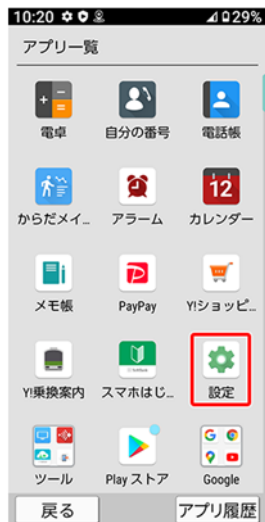 10:20 29%
アプリ一覧
電卓 自分の番号 電話帳
12
からだメイ... アラーム カレンダー
メモ帳 PayPay Y!ショッピ...
Y!乗換案内 スマホはじ... 設定
ツール Play ストア Google
戻る アプリ履歴